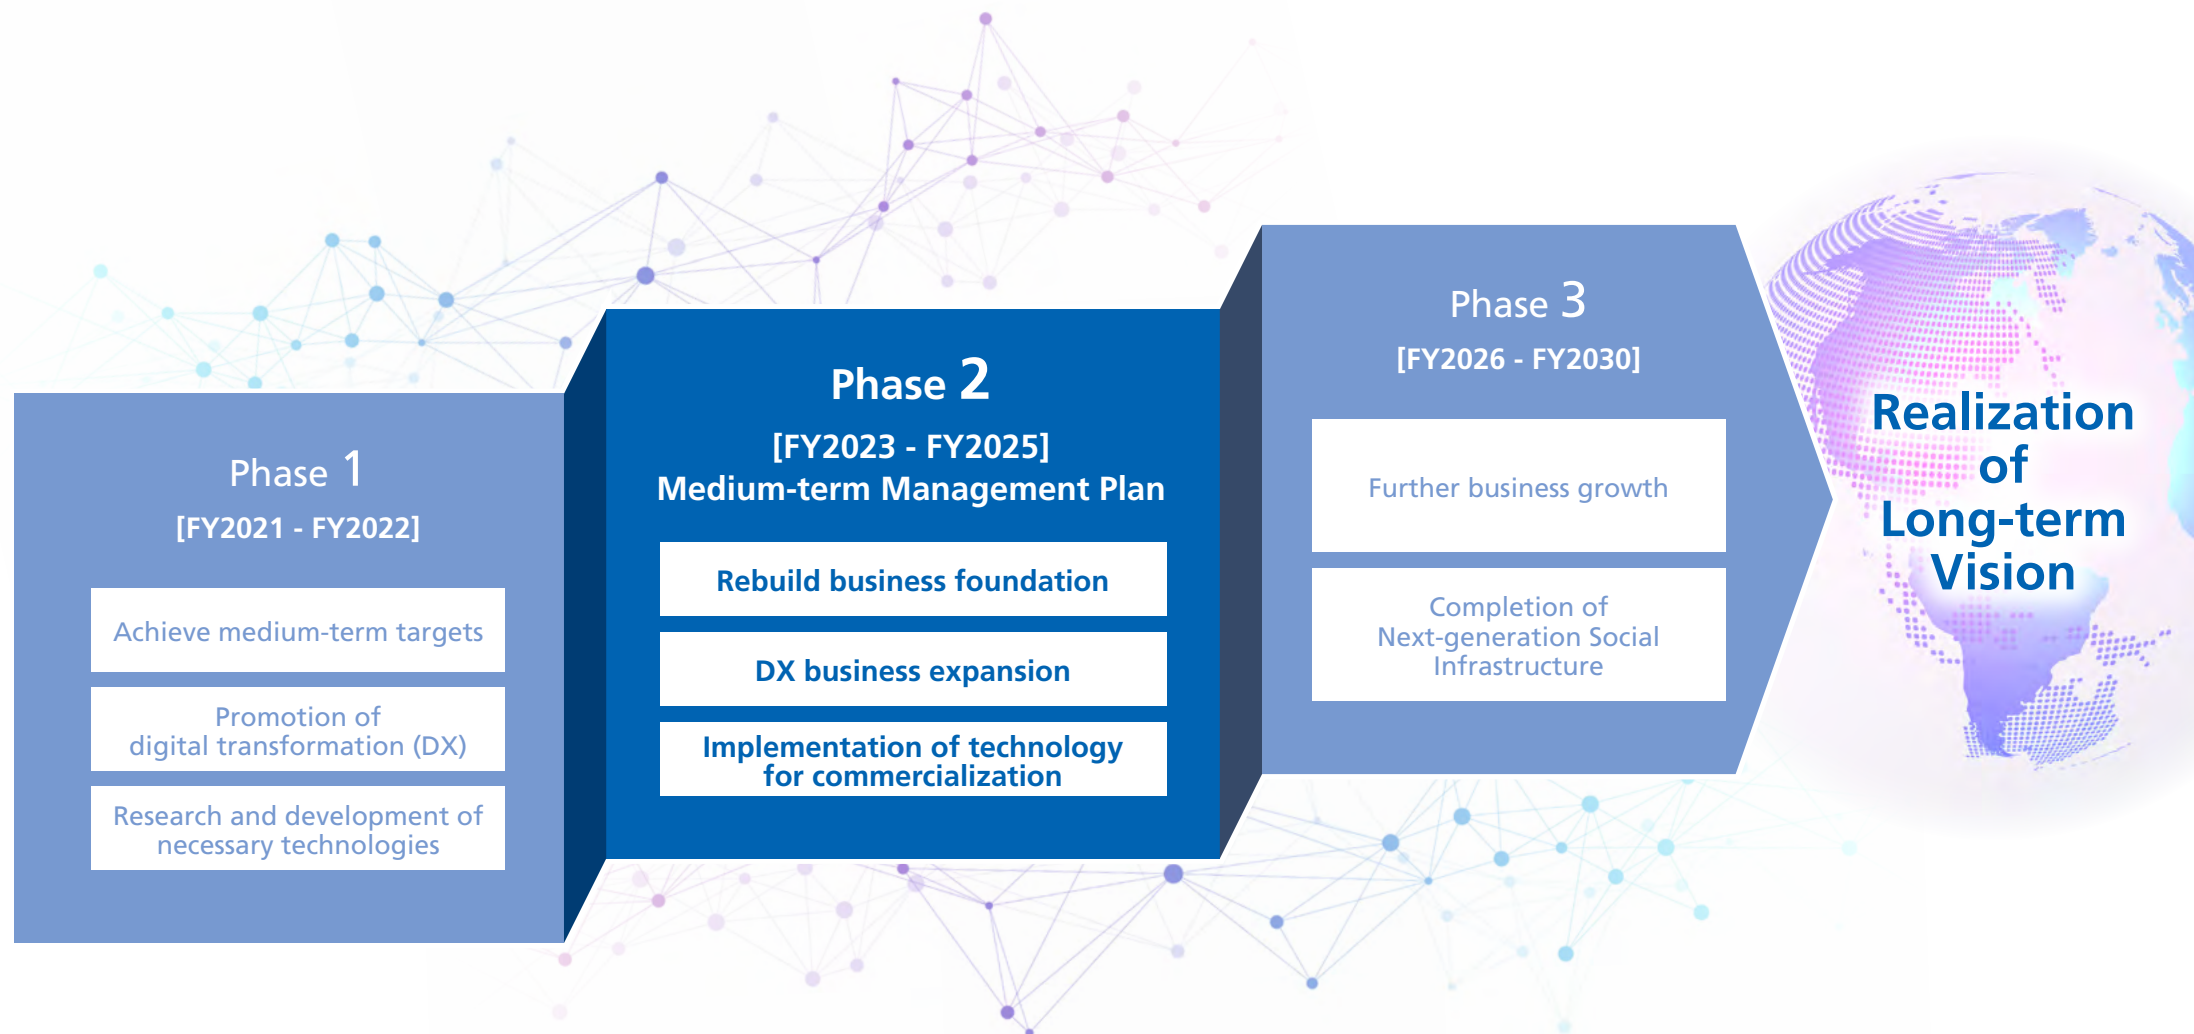 Phase 1
[FY2021 - FY2022]
Achieve medium-term targets
Promotion of
digital transformation (DX)
Research and development of
necessary technologies
Phase 2
[FY2023 - FY2025]
Medium-term Management Plan
Rebuild business foundation
DX business expansion
Implementation of technology
for commercialization
Phase 3
[FY2026 - FY2030]
Further business growth
Completion of
Next-generation Social
Infrastructure
Realization
of
Long-term
Vision